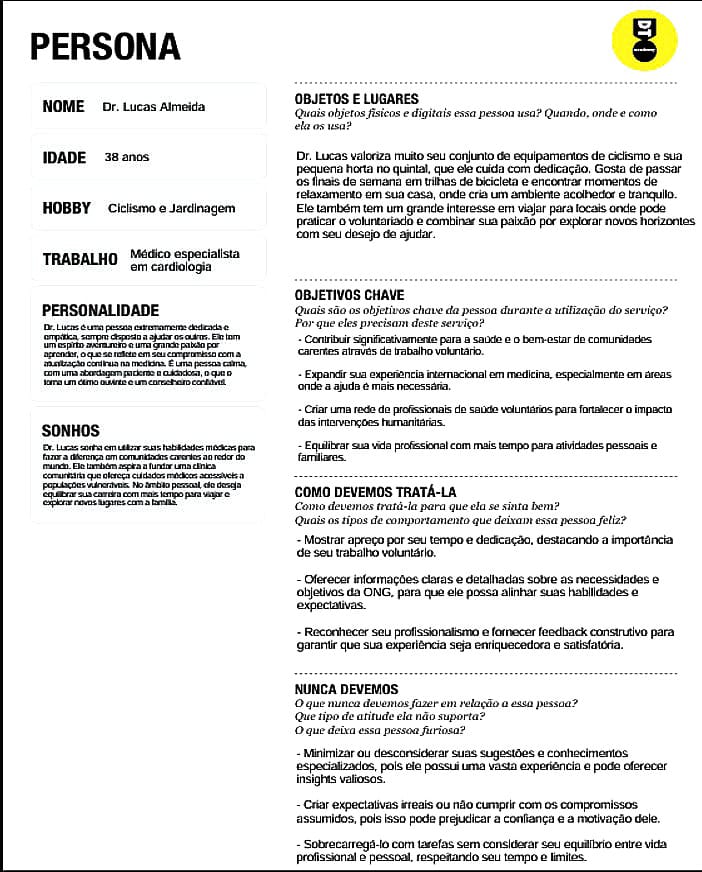 PERSONA
DT
academy
NOME Dr. Lucas Almeida
IDADE 38 anos
HOBBY Ciclismo e Jardinagem
TRABALHO Médico especialista
em cardiologia
PERSONALIDADE
Dr. Lucas é uma pessoa extremamente dedicada e
empática, sempre disposto a ajudar os outros. Ele tem
um espírito aventureiro e uma grande paixão por
aprender, o que se reflete em seu compromisso com a
atualização contínua na medicina. É uma pessoa calma,
com uma abordagem paciente e cuidadosa, o que o
torna um ótimo ouvinte e um conselheiro confiável.
SONHOS
Dr. Lucas sonha em utilizar suas habilidades médicas para
fazer a diferença em comunidades carentes ao redor do
mundo. Ele também aspira a fundar uma clínica
comunitária que ofereça cuidados médicos acessíveis a
populações vulneráveis. No âmbito pessoal, ele deseja
equilibrar sua carreira com mais tempo para viajar e
explorar novos lugares com a família.
OBJETOS E LUGARES
Quais objetos físicos e digitais essa pessoa usa? Quando, onde e como
ela os usa?
Dr. Lucas valoriza muito seu conjunto de equipamentos de ciclismo e sua
pequena horta no quintal, que ele cuida com dedicação. Gosta de passar
os finais de semana em trilhas de bicicleta e encontrar momentos de
relaxamento em sua casa, onde cria um ambiente acolhedor e tranquilo.
Ele também tem um grande interesse em viajar para locais onde pode
praticar o voluntariado e combinar sua paixão por explorar novos horizontes
com seu desejo de ajudar.
OBJETIVOS CHAVE
Quais são os objetivos chave da pessoa durante a utilização do serviço?
Por que eles precisam deste serviço?
- Contribuir significativamente para a saúde e o bem-estar de comunidades
carentes através de trabalho voluntário.
- Expandir sua experiência internacional em medicina, especialmente em áreas
onde a ajuda é mais necessária.
- Criar uma rede de profissionais de saúde voluntários para fortalecer o impacto
das intervenções humanitárias.
- Equilibrar sua vida profissional com mais tempo para atividades pessoais e
familiares.
COMO DEVEMOS TRATÁ-LA
Como devemos tratá-la para que ela se sinta bem?
Quais os tipos de comportamento que deixam essa pessoa feliz?
- Mostrar apreço por seu tempo e dedicação, destacando a importância
de seu trabalho voluntário.
- Oferecer informações claras e detalhadas sobre as necessidades e
objetivos da ONG, para que ele possa alinhar suas habilidades e
expectativas.
- Reconhecer seu profissionalismo e fornecer feedback construtivo para
garantir que sua experiência seja enriquecedora e satisfatória.
NUNCA DEVEMOS
O que nunca devemos fazer em relação a essa pessoa?
Que tipo de atitude ela não suporta?
O que deixa essa pessoa furiosa?
- Minimizar ou desconsiderar suas sugestões e conhecimentos
especializados, pois ele possui uma vasta experiência e pode oferecer
insights valiosos.
- Criar expectativas irreais ou não cumprir com os compromissos
assumidos, pois isso pode prejudicar a confiança e a motivação dele.
- Sobrecarregá-lo com tarefas sem considerar seu equilíbrio entre vida
profissional e pessoal, respeitando seu tempo e limites.